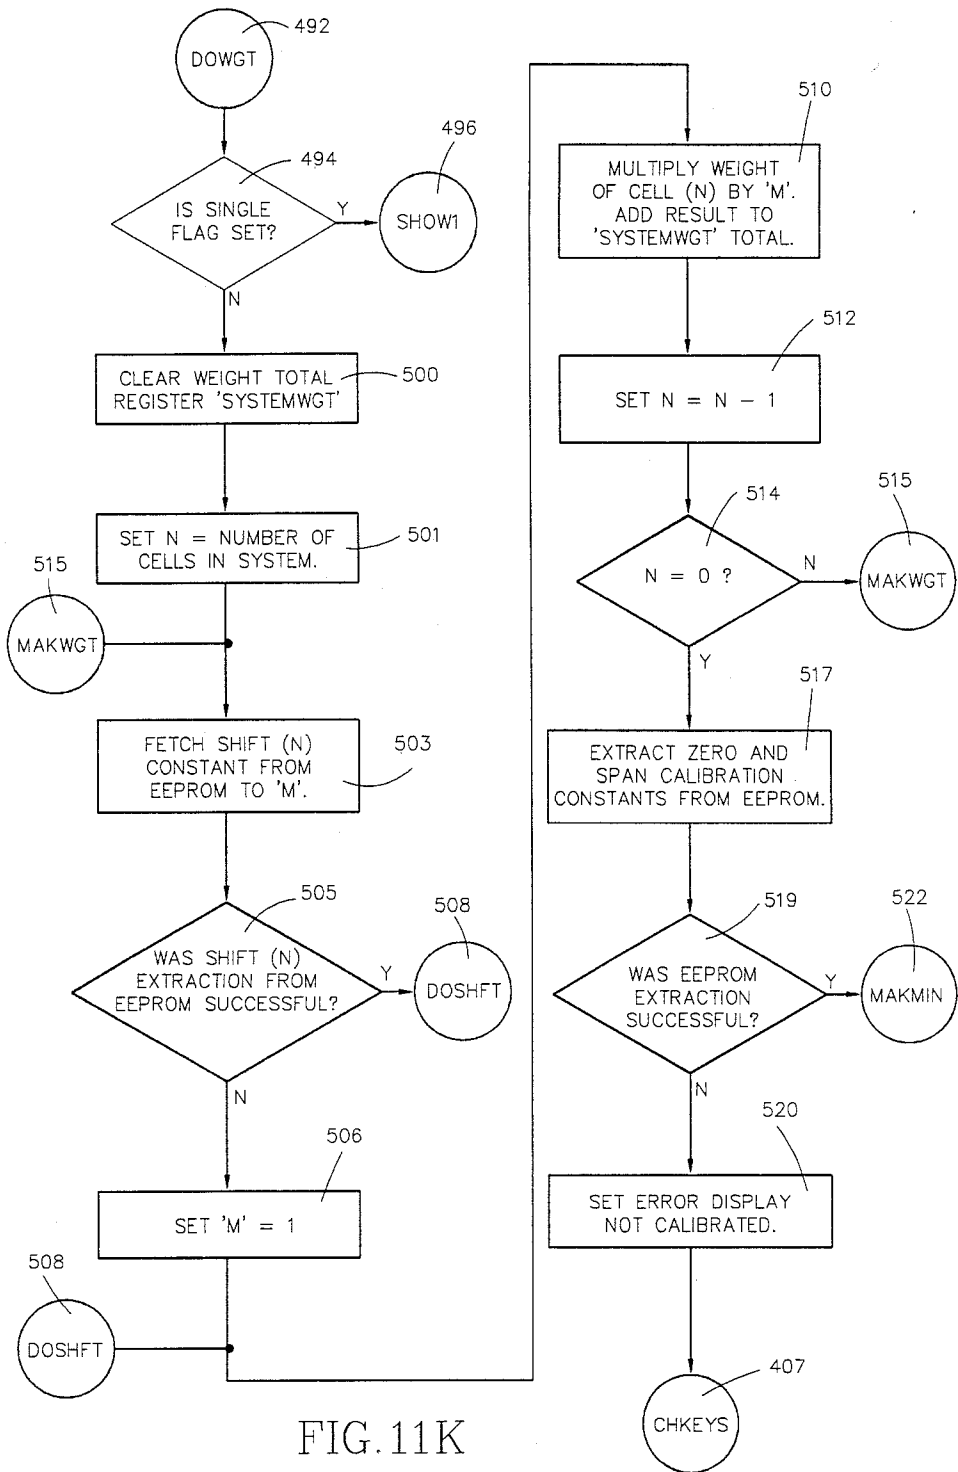 492
DOWGT
494
IS SINGLE
FLAG SET?
Y
496
SHOW1
N
CLEAR WEIGHT TOTAL
REGISTER 'SYSTEMWGT'
500
SET N = NUMBER OF
CELLS IN SYSTEM.
501
515
MAKWGT
FETCH SHIFT (N)
CONSTANT FROM
EEPROM TO 'M'.
503
505
WAS SHIFT (N)
EXTRACTION FROM
EEPROM SUCCESSFUL?
Y
508
DOSHFT
N
506
SET 'M' = 1
508
DOSHFT
510
MULTIPLY WEIGHT
OF CELL (N) BY 'M'.
ADD RESULT TO
'SYSTEMWGT' TOTAL.
512
SET N = N - 1
514
N = 0 ?
N
515
MAKWGT
Y
517
EXTRACT ZERO AND
SPAN CALIBRATION
CONSTANTS FROM EEPROM.
519
WAS EEPROM
EXTRACTION
SUCCESSFUL?
Y
522
MAKMIN
N
520
SET ERROR DISPLAY
NOT CALIBRATED.
407
CHKEYS
FIG.11K